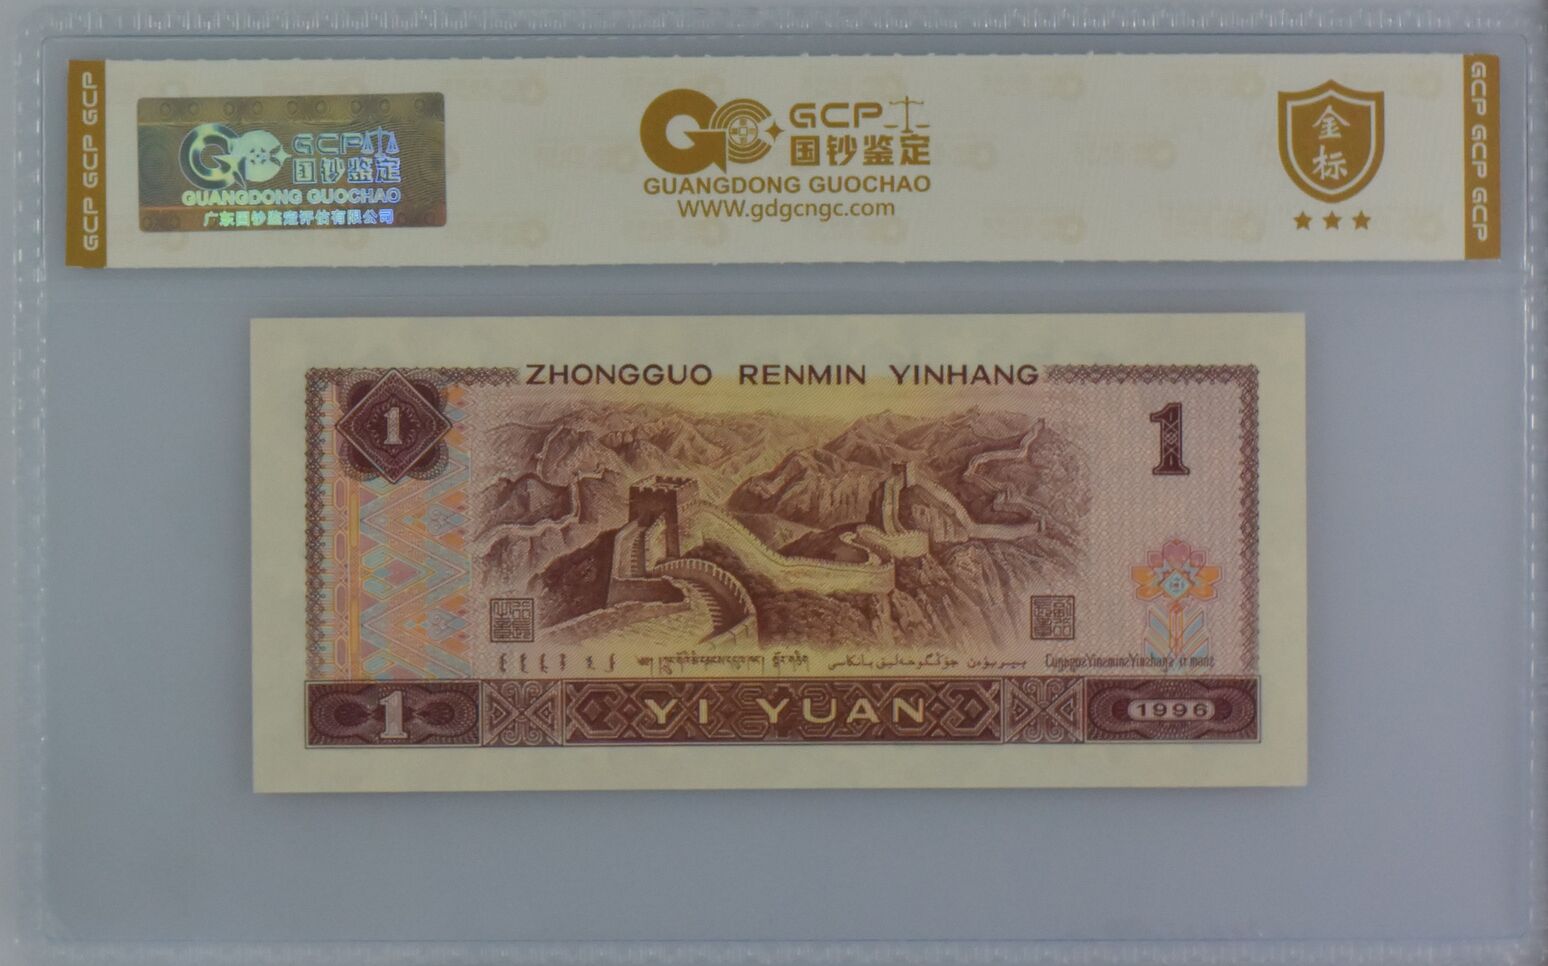 GCP GCP GCP
GCP
国钞鉴定
GUANGDONG GUOCHAO
广东国钞鉴定评估有限公司
GCP
国钞鉴定
GUANGDONG GUOCHAO
WWW.gdgcngc.com
金
标
GCP GCP GCP
ZHONGGUO RENMIN YINHANG
1
1
1
YI YUAN
1996